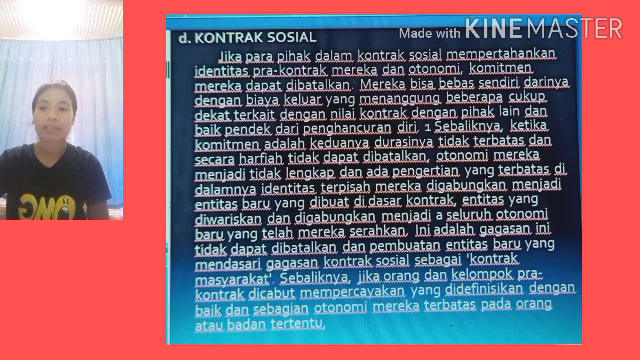 Made with KINEMASTER
d. KONTRAK SOSIAL
Jika para pihak dalam kontrak sosial mempertahankan
identitas pra-kontrak mereka dan otonomi, komitmen
mereka dapat dibatalkan. Mereka bisa bebas sendiri darinya
dengan biaya keluar yang menanggung beberapa cukup
dekat terkait dengan nilai kontrak dengan pihak lain dan
baik pendek dari penghancuran diri. 1 Sebaliknya, ketika
komitmen adalah keduanya durasinya tidak terbatas dan
secara harfiah tidak dapat dibatalkan, otonomi mereka
menjadi tidak lengkap dan ada pengertian yang terbatas di
dalamnya identitas terpisah mereka digabungkan menjadi
entitas baru yang dibuat di dasar kontrak, entitas yang
diwariskan dan digabungkan menjadi a seluruh otonomi
baru yang telah mereka serahkan. Ini adalah gagasan ini
tidak dapat dibatalkan dan pembuatan entitas baru yang
mendasari gagasan kontrak sosial sebagai 'kontrak
masyarakat'. Sebaliknya, jika orang dan kelompok pra-
kontrak dicabut mempercayakan yang didefinisikan dengan
baik dan sebagian otonomi mereka terbatas pada orang
atau badan tertentu,
OMG